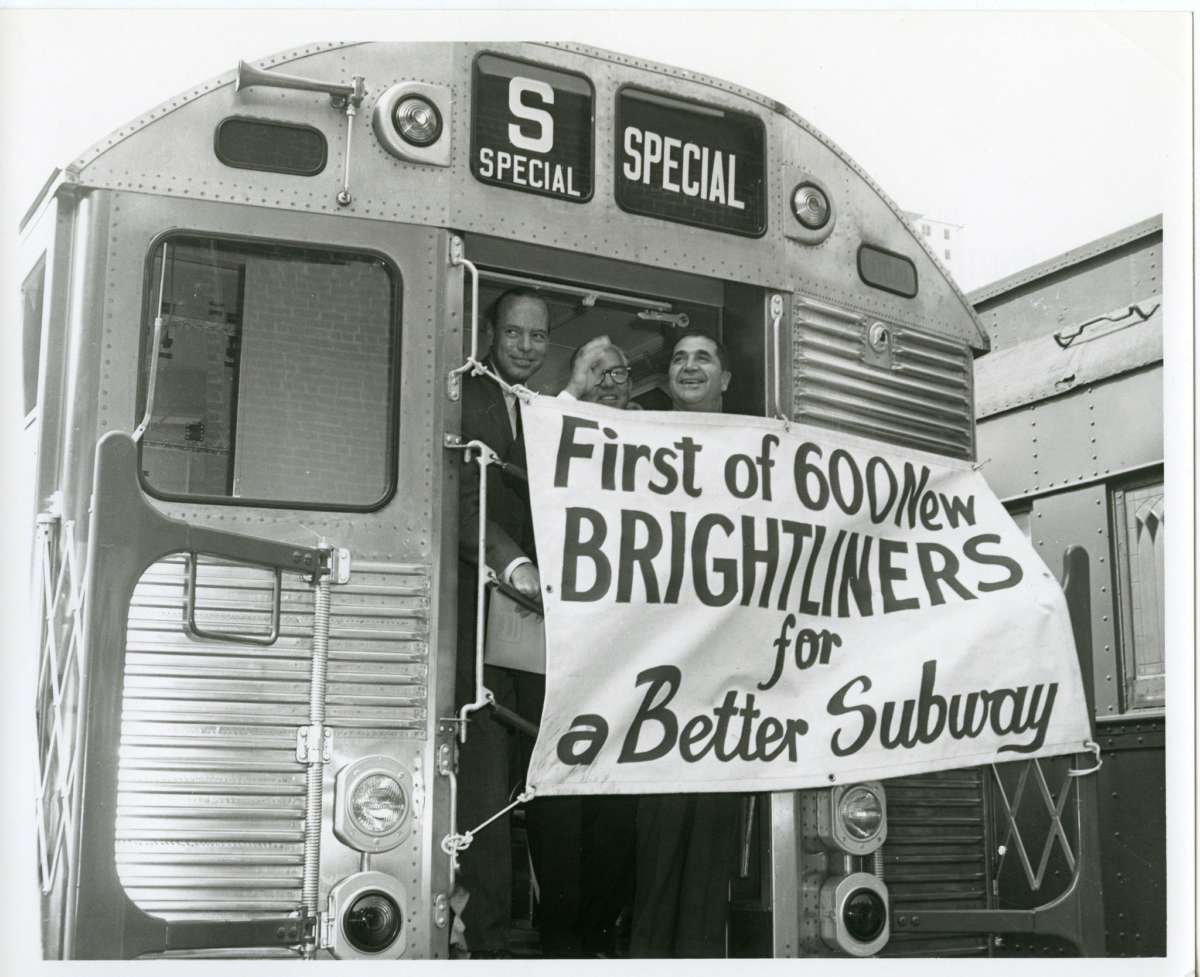 S
SPECIAL
SPECIAL
First of 600 New
BRIGHTLINERS
for
a Better Subway